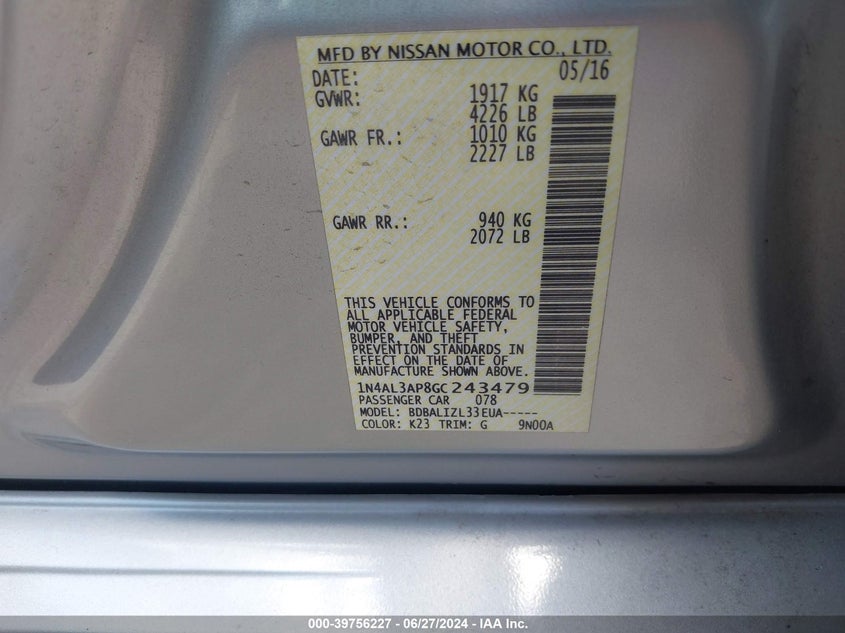 MFD BY NISSAN MOTOR CO., LTD.
DATE: 05/16
GVWR: 1917 KG
4226 LB
GAWR FR.: 1010 KG
2227 LB
GAWR RR.: 940 KG
2072 LB
THIS VEHICLE CONFORMS TO
ALL APPLICABLE FEDERAL
MOTOR VEHICLE SAFETY,
BUMPER, AND THEFT
PREVENTION STANDARDS IN
EFFECT ON THE DATE OF
MANUFACTURE SHOWN ABOVE.
1N4AL3AP8GC243479
PASSENGER CAR 078
MODEL: BDBALIZL33EUA-----
COLOR: K23 TRIM: G 9N00A
000-39756227 - 06/27/2024 - IAA Inc.